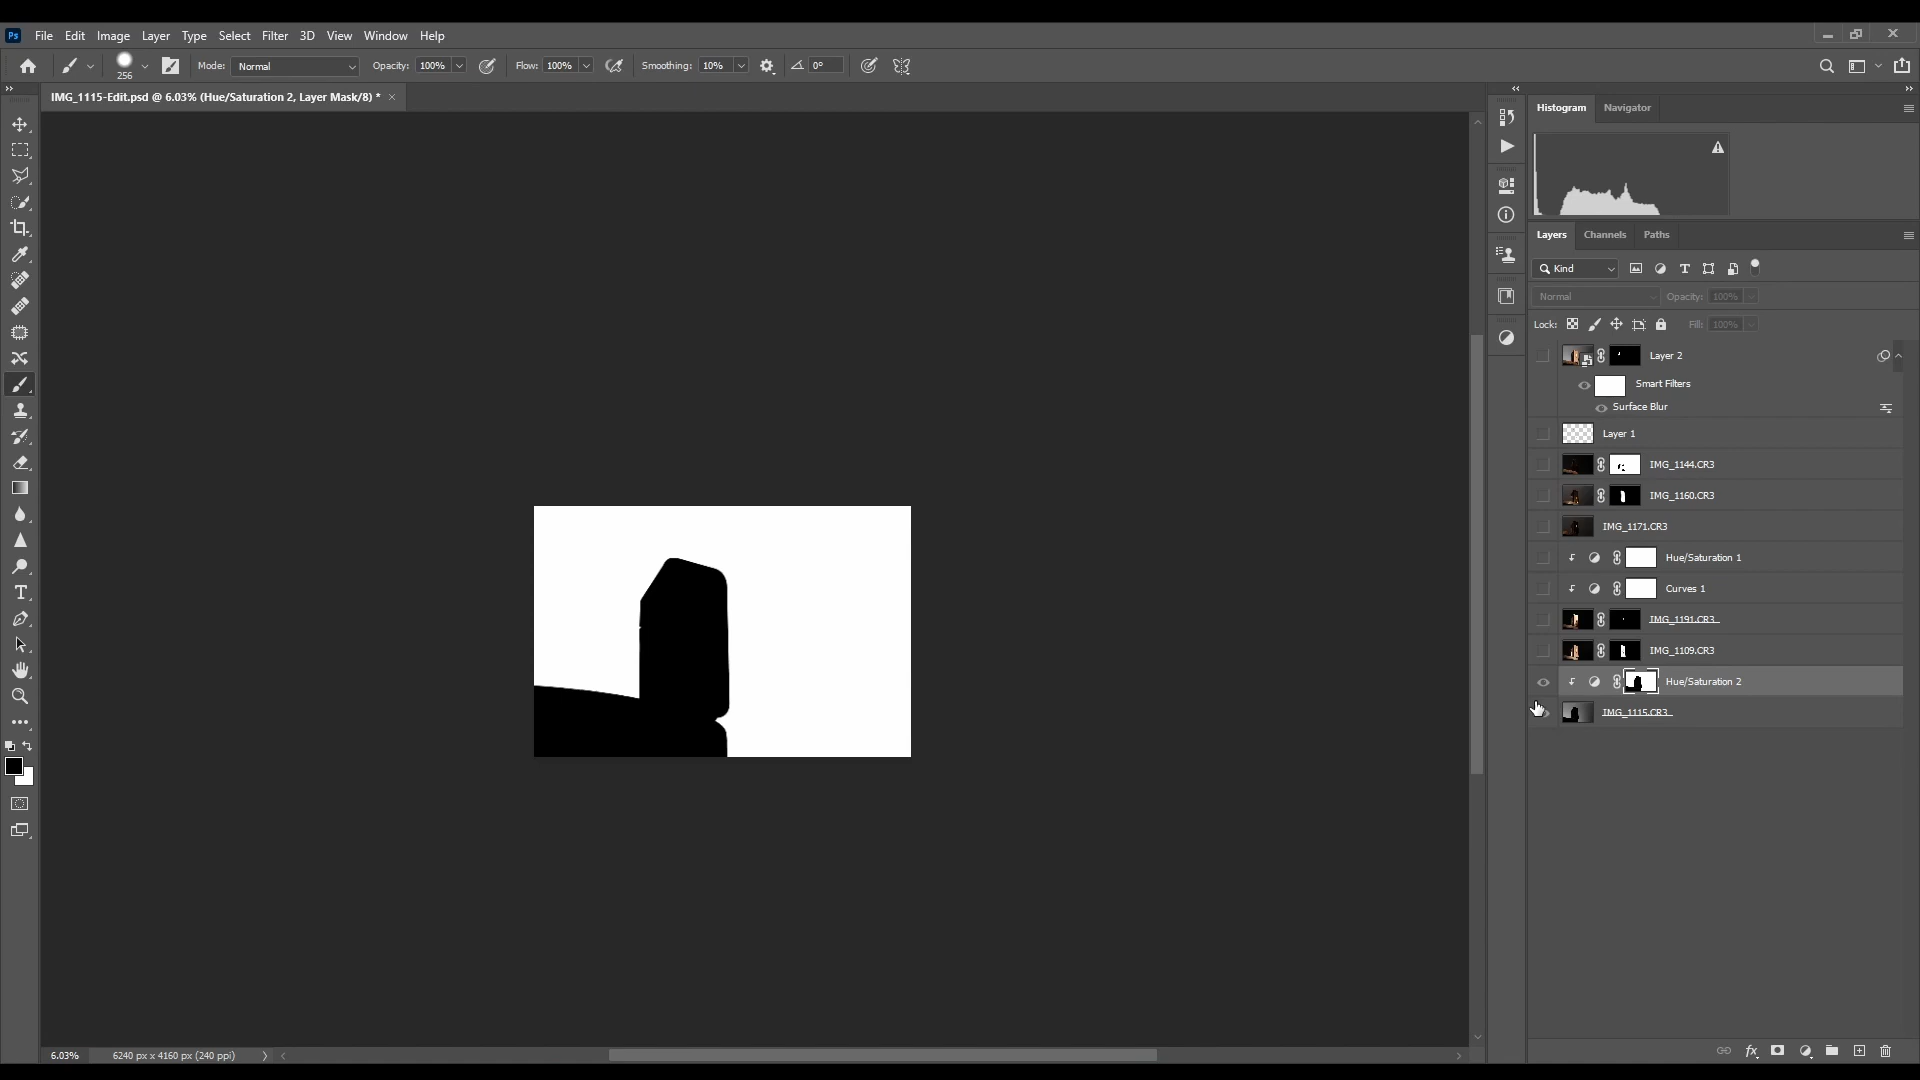 Ps File Edit Image Layer Type Select Filter 3D View Window Help
256 Mode: Normal Opacity: 100% Flow: 100% Smoothing: 10% 0°
IMG_1115-Edit.psd @ 6.03% (Hue/Saturation 2, Layer Mask/8) * ×
Histogram Navigator
Layers Channels Paths
Kind
Normal Opacity: 100%
Lock: Fill: 100%
Layer 2
Smart Filters
Surface Blur
Layer 1
IMG_1144.CR3
IMG_1160.CR3
IMG_1171.CR3
Hue/Saturation 1
Curves 1
IMG_1191.CR3
IMG_1109.CR3
Hue/Saturation 2
IMG_1115.CR3
6.03% 6240 px x 4160 px (240 ppi)